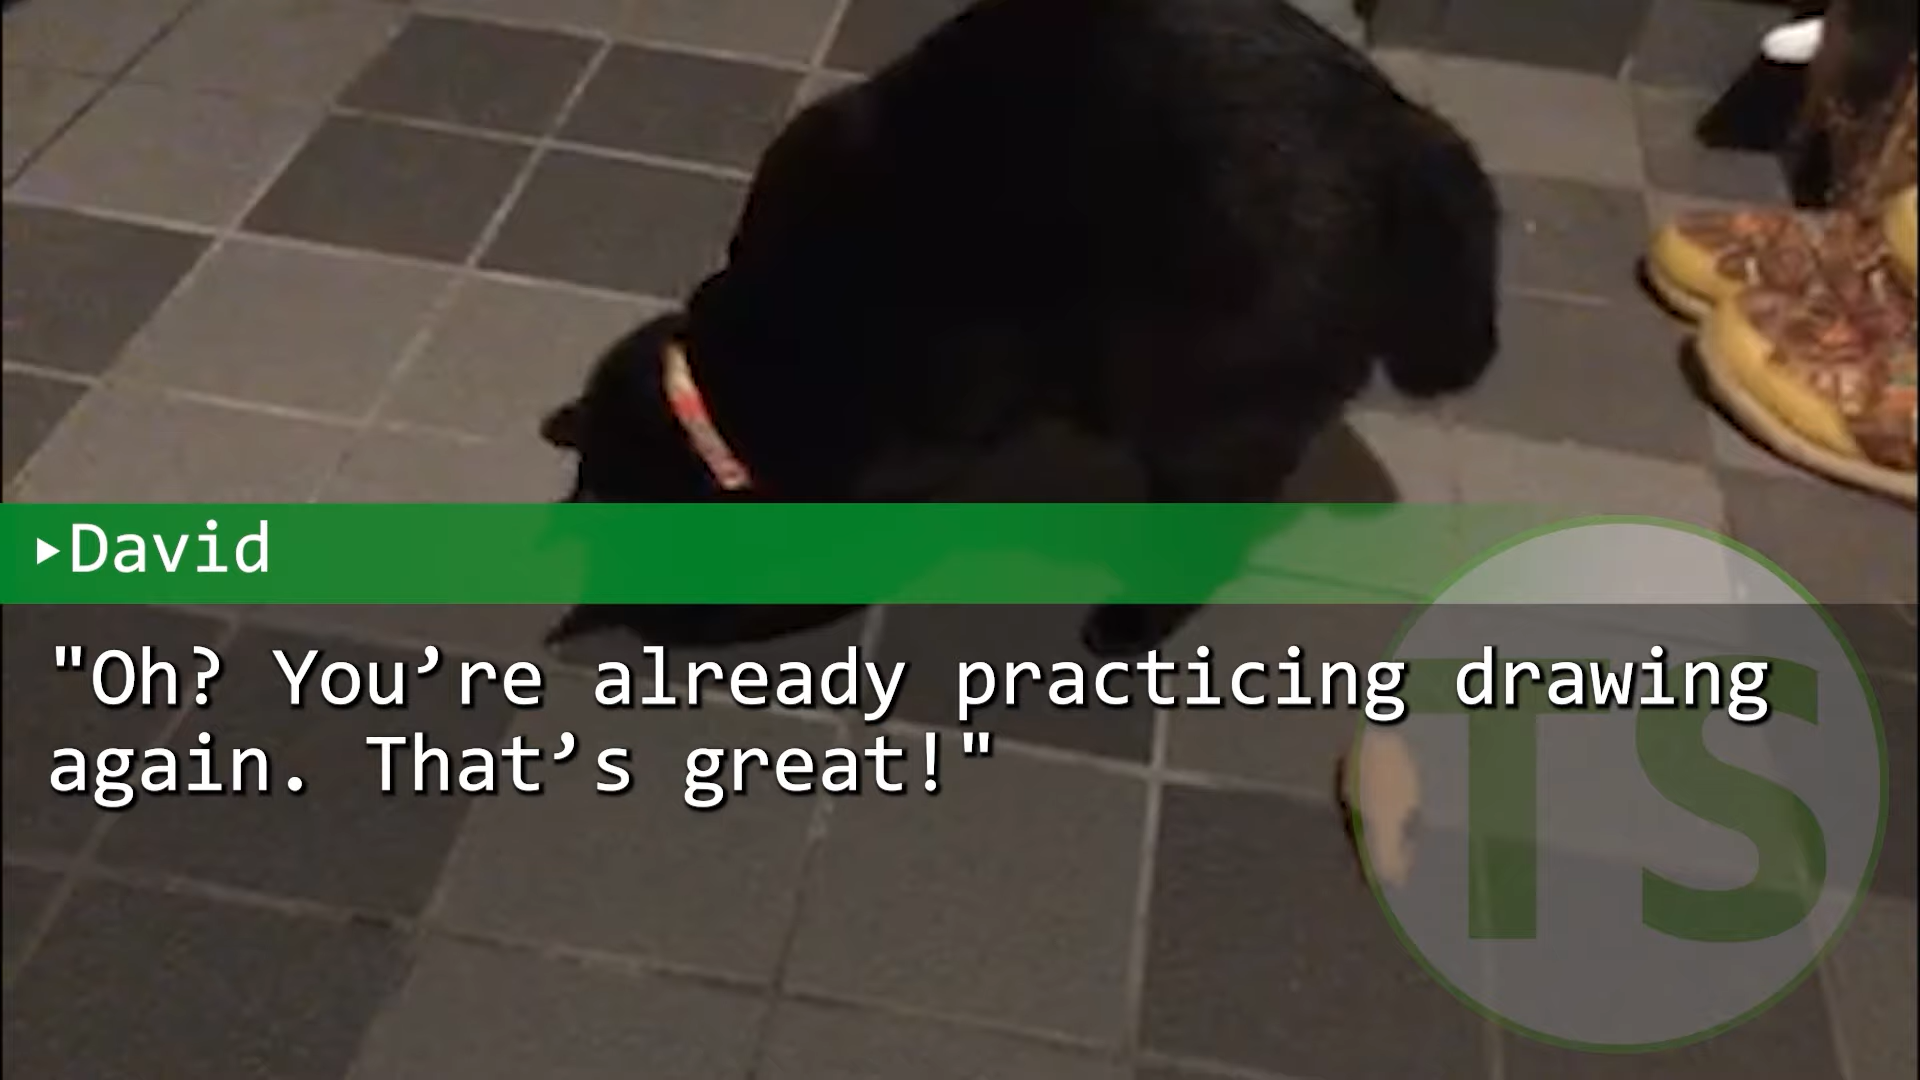 ▸David
"Oh? You’re already practicing drawing
again. That’s great!"
TS